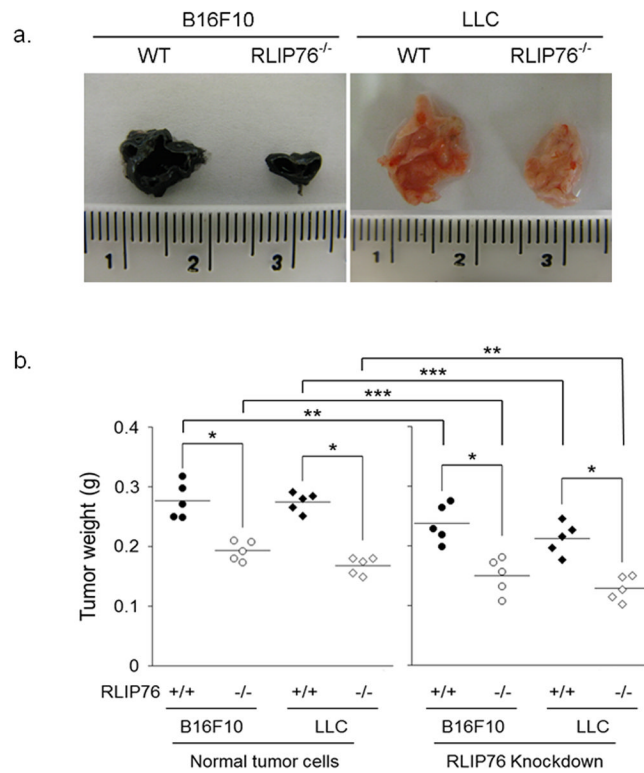 a.
B16F10 LLC
WT RLIP76-/- WT RLIP76-/-
1 2 3 1 2 3
b.
**
***
***
**
* * * *
0.4
0.3
0.2
0.1
0
Tumor weight (g)
RLIP76 +/+ -/- +/+ -/- +/+ -/- +/+ -/-
B16F10 LLC B16F10 LLC
Normal tumor cells RLIP76 Knockdown